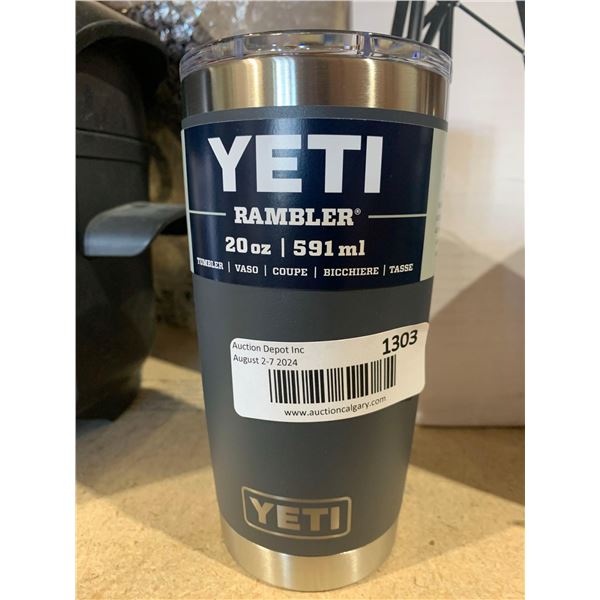 YETI
RAMBLER®
20 oz | 591 ml
TUMBLER | VASO | COUPE | BICCHIERE | TASSE
Auction Depot Inc
August 2-7 2024
1303
www.auctioncalgary.com
YETI